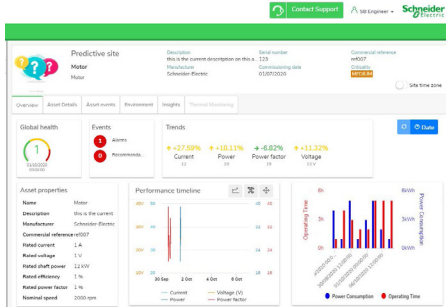 Contact Support
SB Engineer
Schneider
Electric
Predictive site
Motor
Motor
Description
this is the current description on this a...
Manufacturer
Schneider-Electric
Serial number
123
Commissioning date
01/07/2020
Commercial reference
ref007
Criticality
MEDIUM
Site time zone
Overview
Asset Details
Asset events
Environment
Insights
Thermal Monitoring
Global health
1
Events
1 Alarms
0 Recommenda...
Trends
+27.59%
Current
+18.11%
Power
-6.82%
Power factor
+11.32%
Voltage
Date
Asset properties
Name Motor
Description this is the current
Manufacturer Schneider-Electric
Commercial reference ref007
Rated current 1 A
Rated voltage 1 V
Rated shaft power 12 kW
Rated efficiency 1 %
Rated power factor 1 %
Nominal speed 2000 rpm
Performance timeline
30 Sep 2 Oct 4 Oct
Current
Voltage (V)
Power
Power factor
Operating Time
Power Consumption
Power Consumption
Operating Time